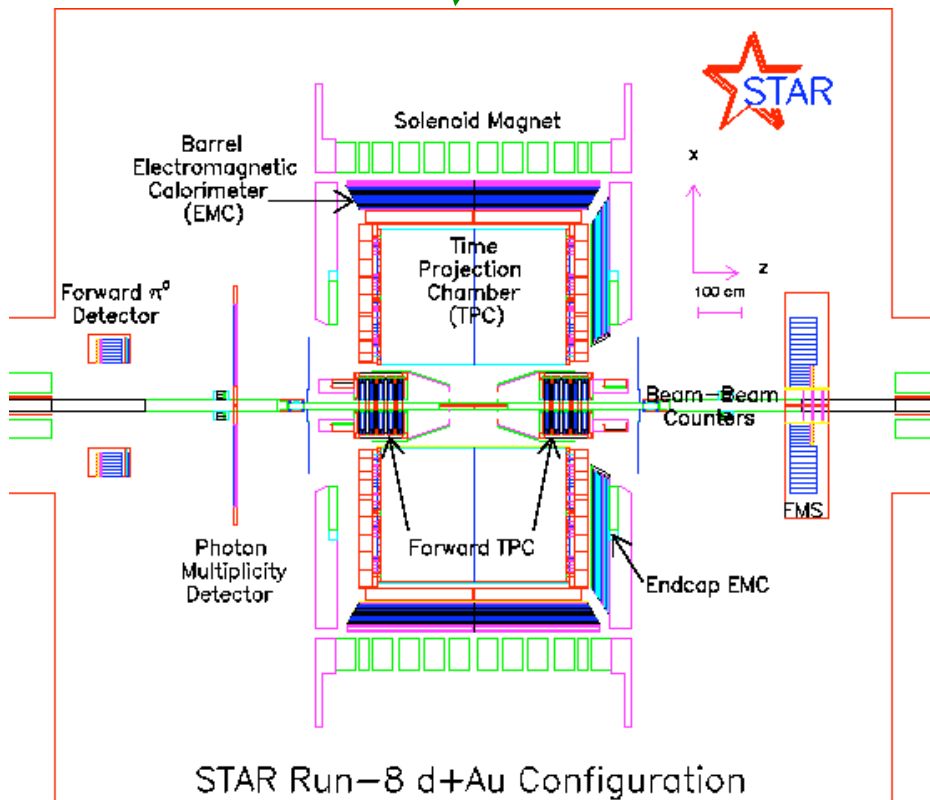 STAR
Solenoid Magnet
Barrel
Electromagnetic
Calorimeter
(EMC)
x
z
100 cm
Time
Projection
Chamber
(TPC)
Forward π⁰
Detector
Beam-Beam
Counters
FMS
Photon
Multiplicity
Detector
Forward TPC
Endcap EMC
STAR Run-8 d+Au Configuration